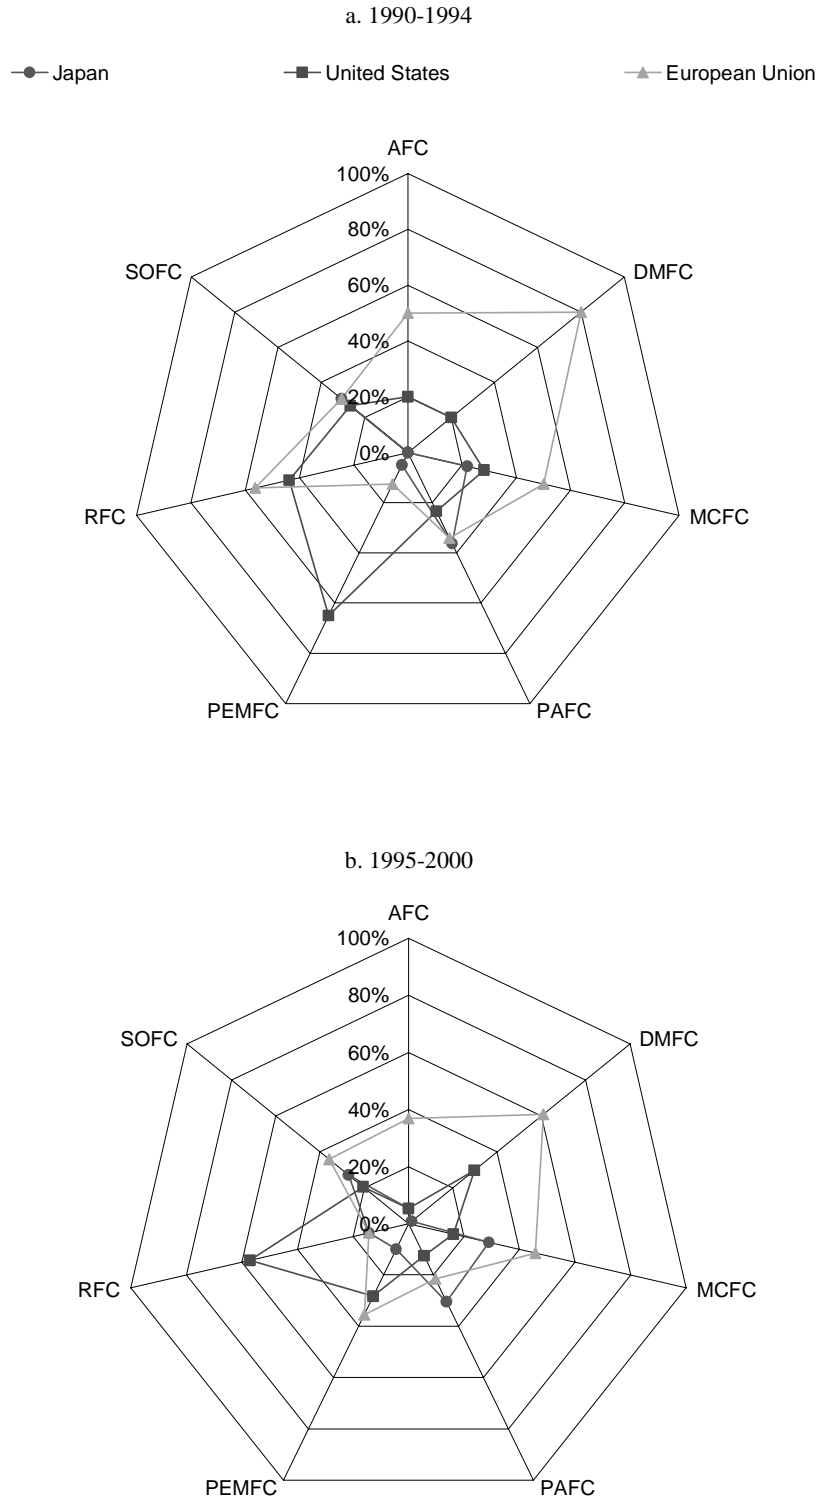 a. 1990-1994
Japan United States European Union
AFC
100%
80%
SOFC DMFC
60%
40%
20%
0%
RFC MCFC
PEMFC PAFC
b. 1995-2000
AFC
100%
80%
SOFC DMFC
60%
40%
20%
0%
RFC MCFC
PEMFC PAFC